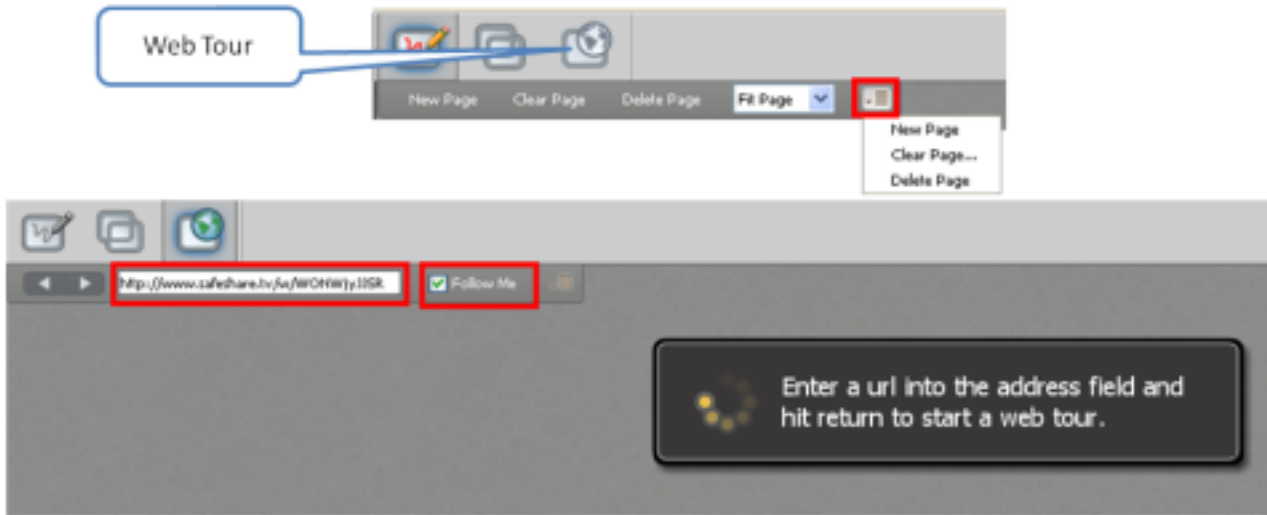 Web Tour
New Page Clear Page Delete Page Fit Page
New Page
Clear Page...
Delete Page
Follow Me
Enter a url into the address field and
hit return to start a web tour.